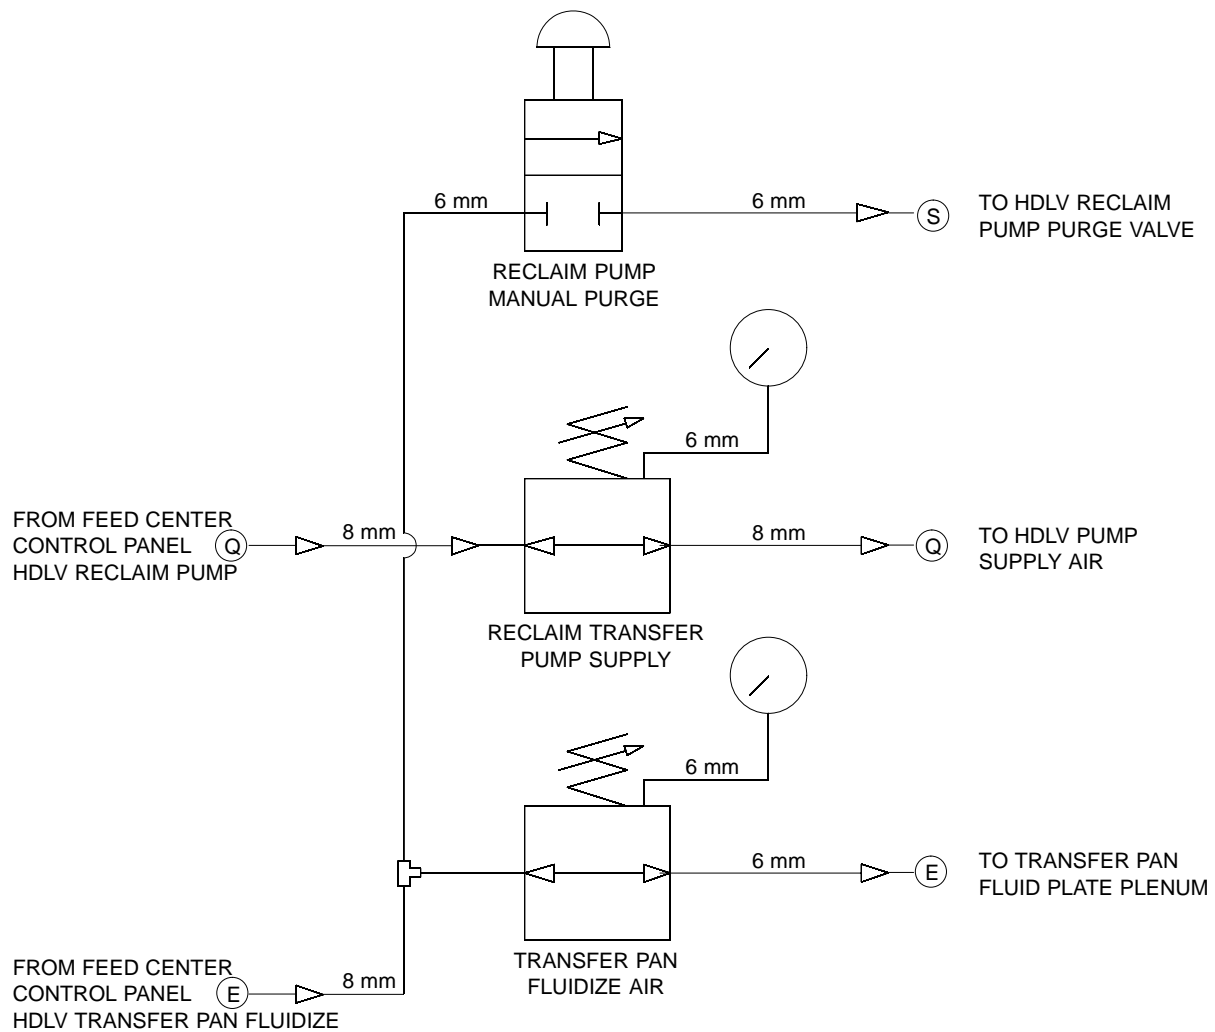 6 mm
6 mm
S
TO HDLV RECLAIM
PUMP PURGE VALVE
RECLAIM PUMP
MANUAL PURGE
6 mm
FROM FEED CENTER
CONTROL PANEL
HDLV RECLAIM PUMP
Q
8 mm
8 mm
Q
TO HDLV PUMP
SUPPLY AIR
RECLAIM TRANSFER
PUMP SUPPLY
6 mm
6 mm
E
TO TRANSFER PAN
FLUID PLATE PLENUM
TRANSFER PAN
FLUIDIZE AIR
FROM FEED CENTER
CONTROL PANEL
HDLV TRANSFER PAN FLUIDIZE
E
8 mm